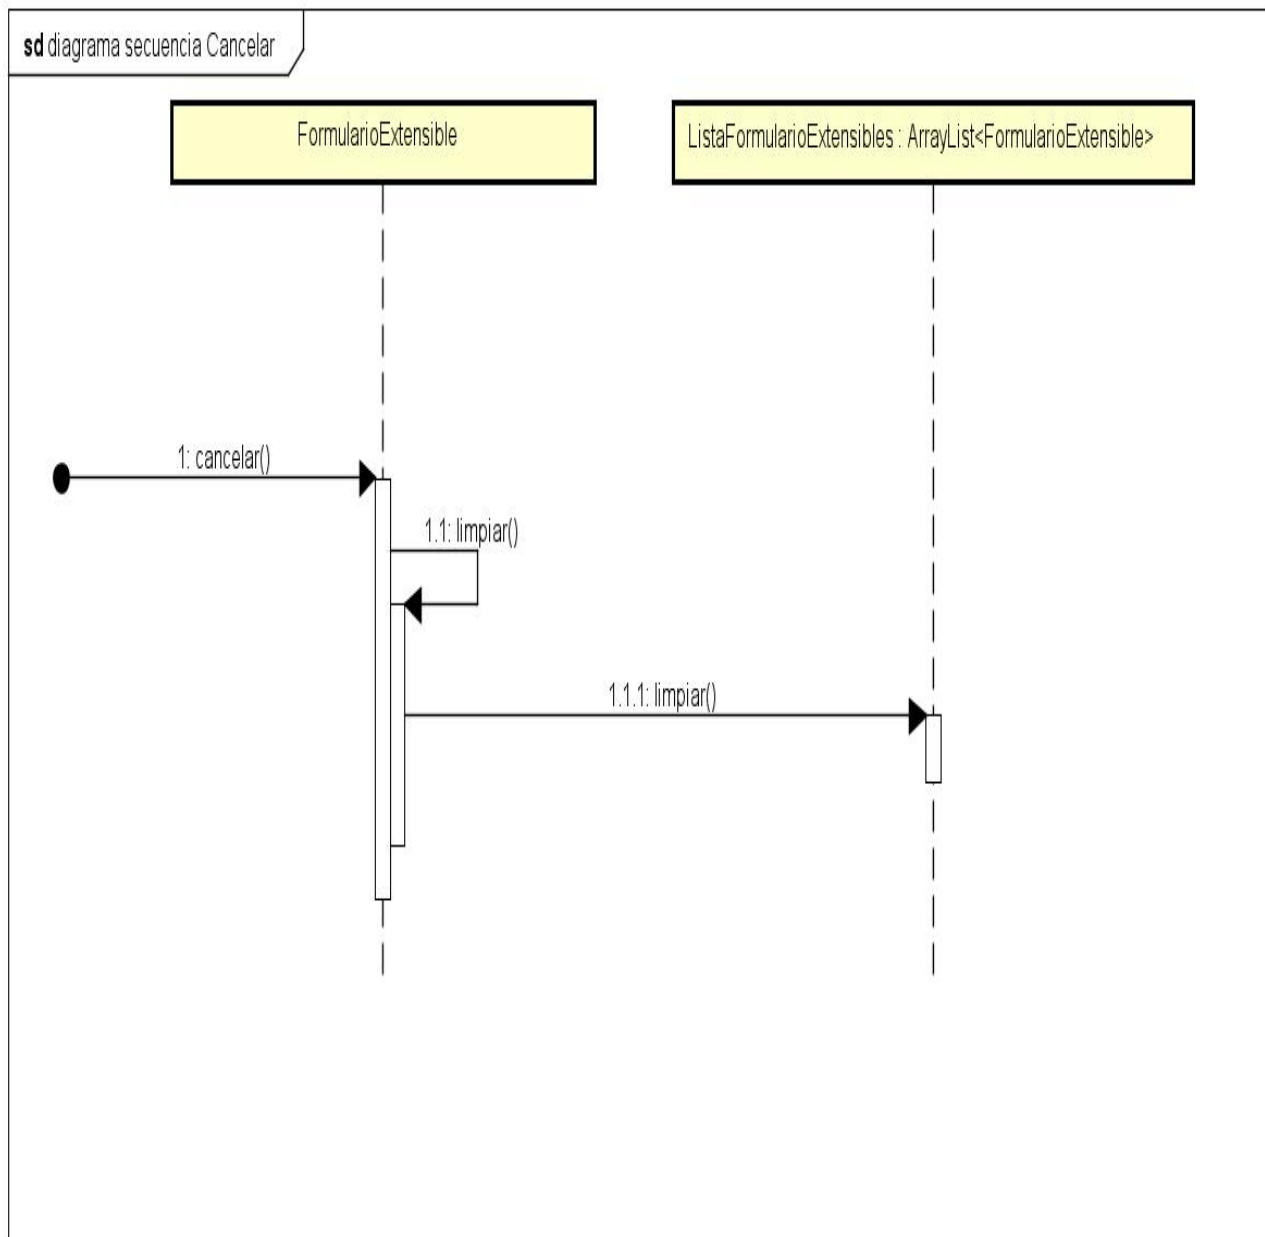 sd diagrama secuencia Cancelar
FormularioExtensible
ListaFormularioExtensibles : ArrayList<FormularioExtensible>
1: cancelar()
1.1: limpiar()
1.1.1: limpiar()